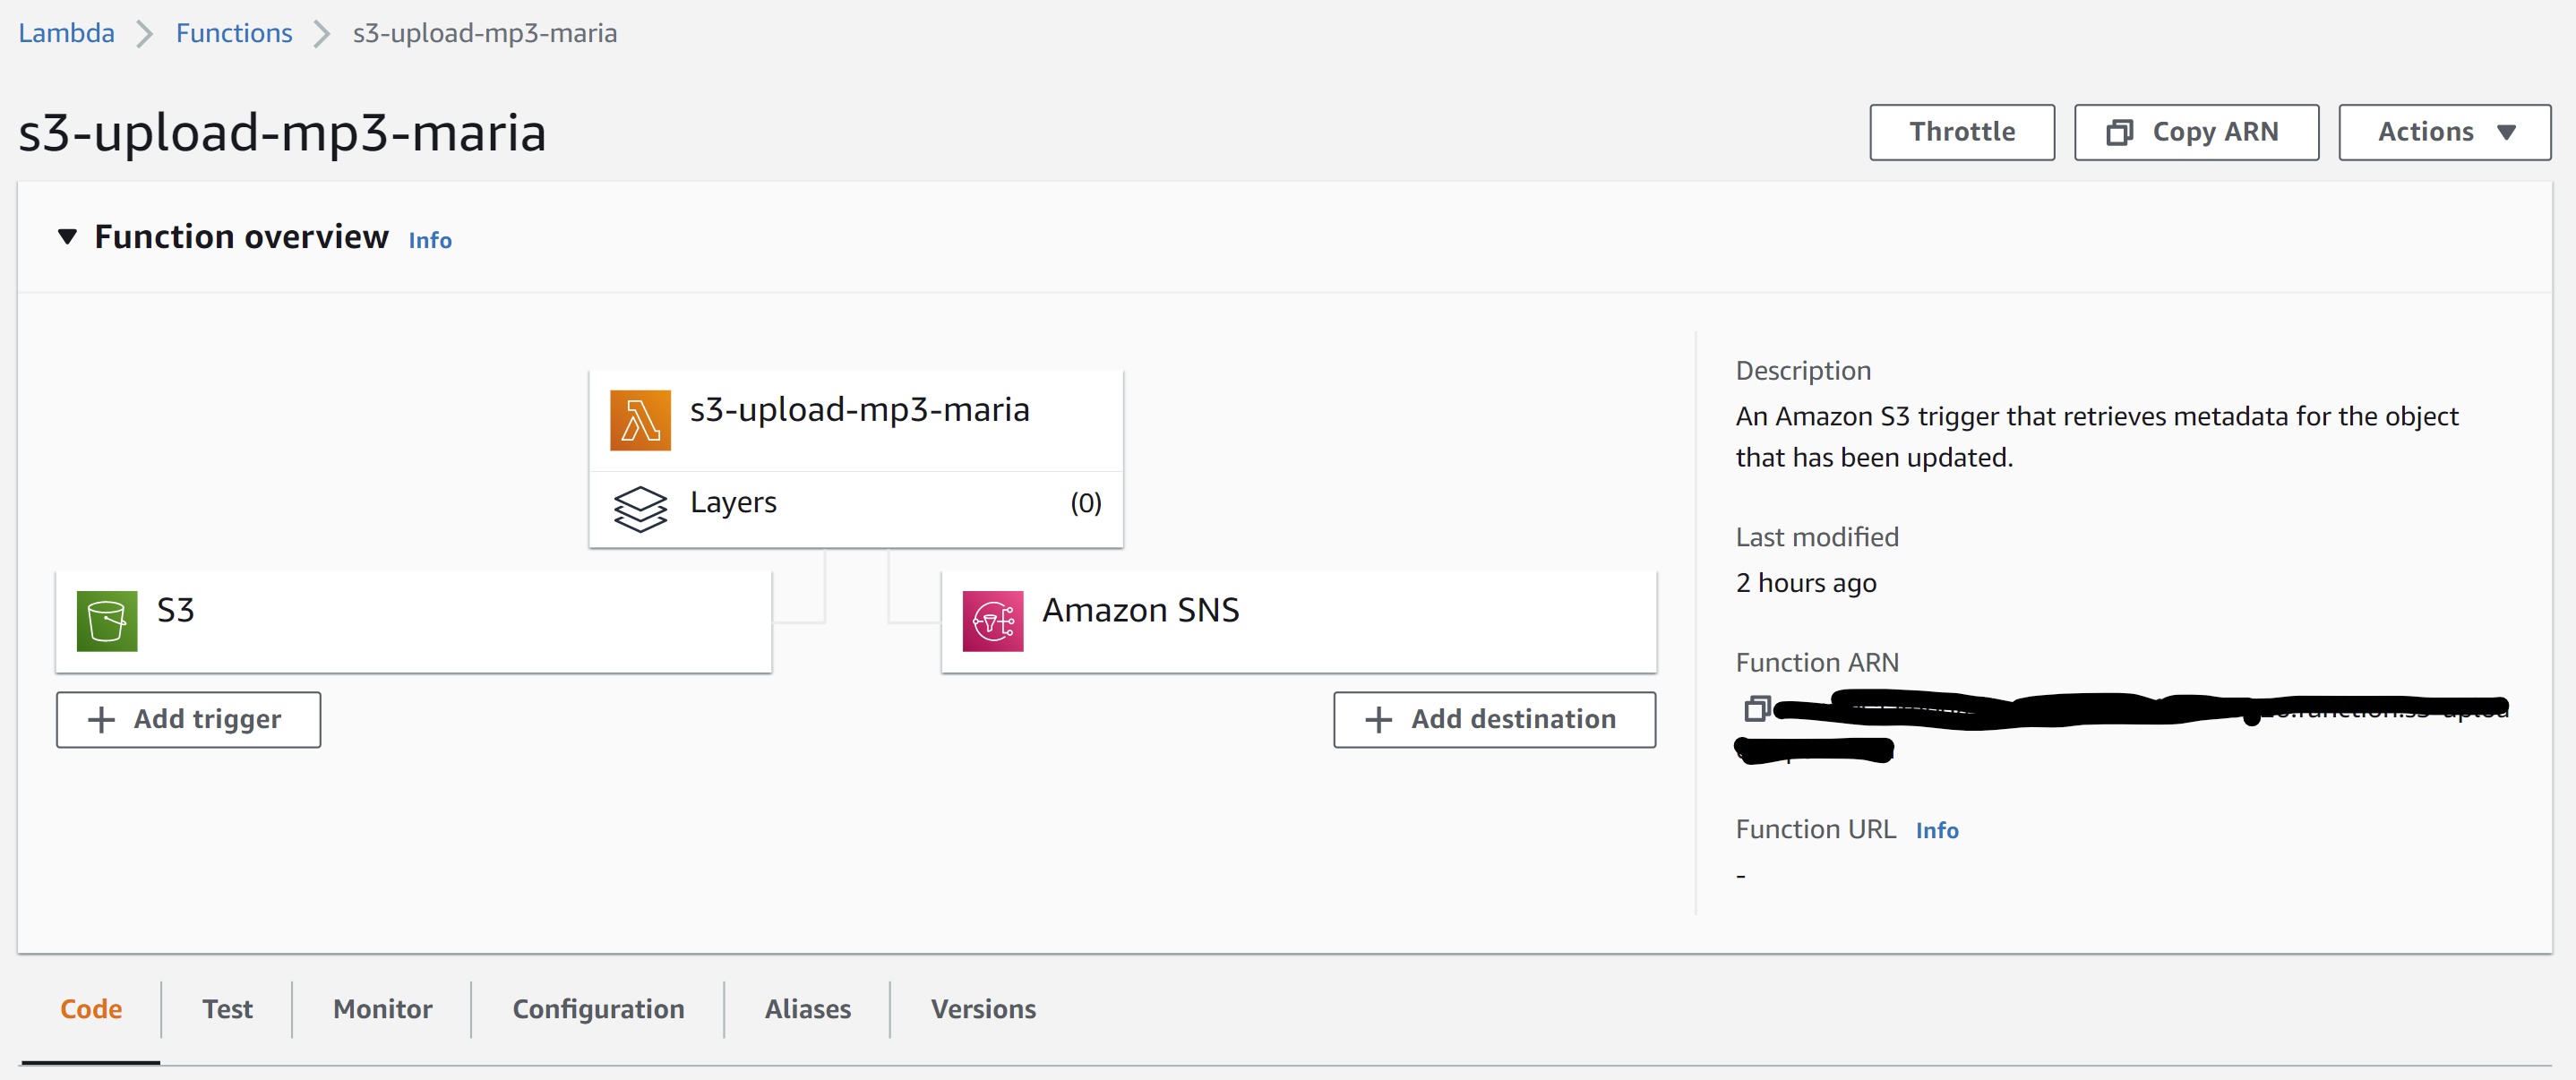 Lambda > Functions > s3-upload-mp3-maria
s3-upload-mp3-maria
Throttle
Copy ARN
Actions
Function overview Info
s3-upload-mp3-maria
Layers (0)
S3
Amazon SNS
+ Add trigger
+ Add destination
Description
An Amazon S3 trigger that retrieves metadata for the object
that has been updated.
Last modified
2 hours ago
Function ARN
Function URL Info
-
Code
Test
Monitor
Configuration
Aliases
Versions